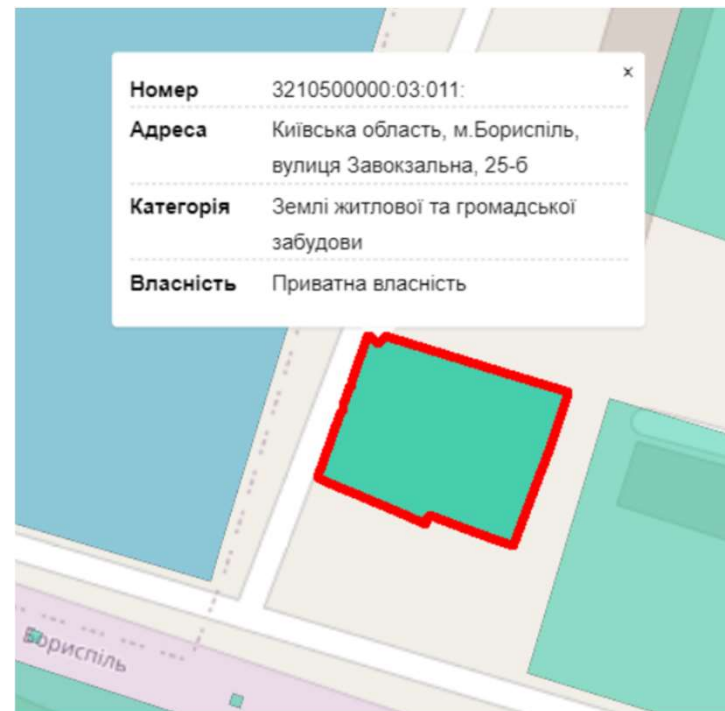 ×
Номер 3210500000:03:011:
Адреса Київська область, м.Бориспіль,
вулиця Завокзальна, 25-б
Категорія Землі житлової та громадської
забудови
Власність Приватна власність
Бориспіль